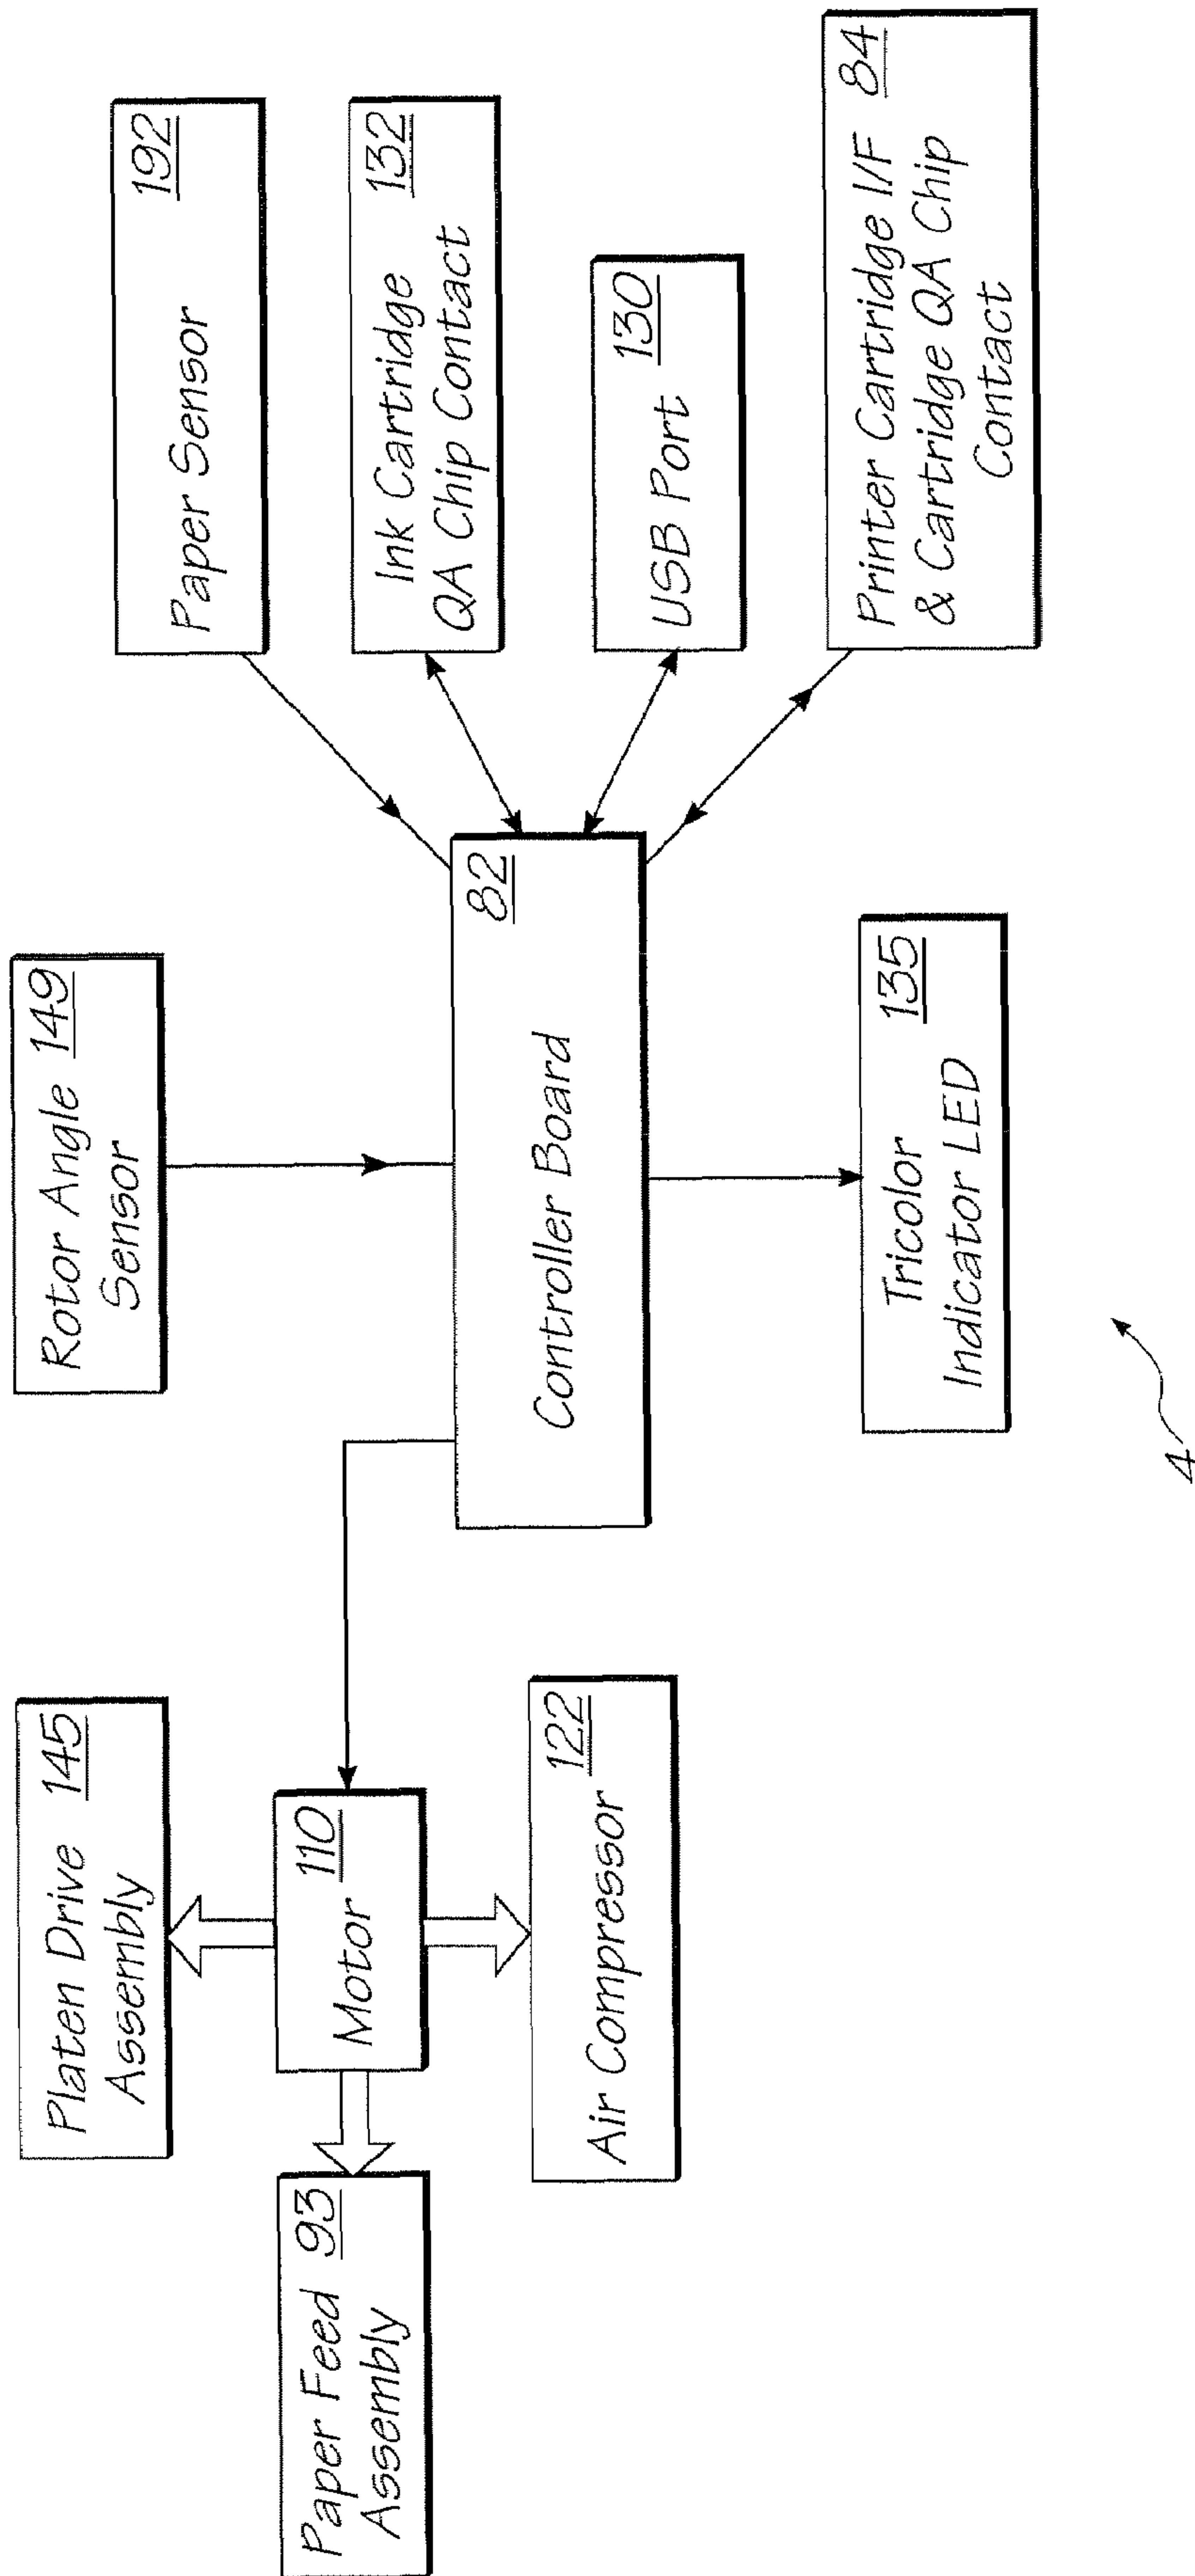 Platen Drive 145
Assembly
Rotor Angle 149
Sensor
192
Paper Sensor
Paper Feed 93
Assembly
110
Motor
Ink Cartridge 132
QA Chip Contact
82
Controller Board
122
Air Compressor
130
USB Port
Tricolor 135
Indicator LED
Printer Cartridge I/F 84
& Cartridge QA Chip
Contact
4